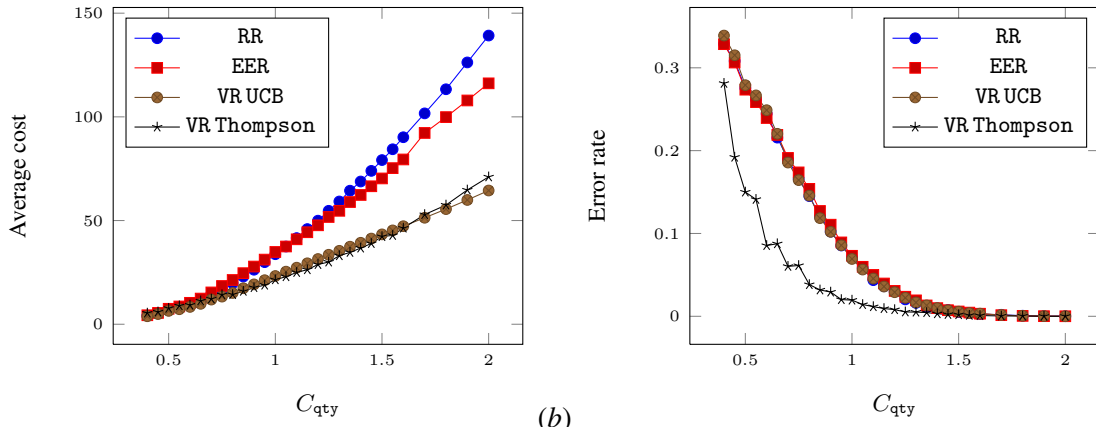 RR
EER
VR UCB
VR Thompson
150
100
50
0
0.5
1
1.5
2
Average cost
C_qty
(b)
RR
EER
VR UCB
VR Thompson
0.3
0.2
0.1
0
0.5
1
1.5
2
Error rate
C_qty